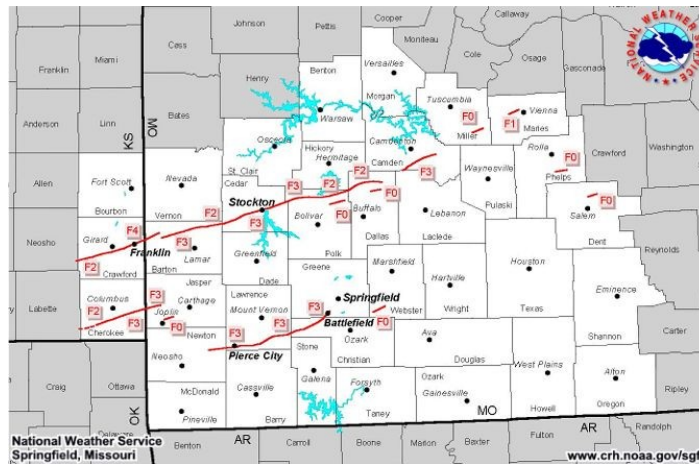 Johnson
Pettis
Cooper
Callaway
Cass
Moniteau
Cole
Osage
Gasconade
Franklin
Miami
Henry
Benton
Versailles
Morgan
Tuscumbia
Vienna
Warsaw
F0
F1
Miller
Maries
Bates
MO
KS
Anderson
Linn
Osceola
Hickory
Camdenton
Rolla
Hermitage
Camden
F0
Phelps
Crawford
Washington
St. Clair
Cedar
F2
F2
F3
Waynesville
Pulaski
Allen
Fort Scott
Nevada
F3
F0
Stockton
Bourbon
Vernon
F2
F0
Buffalo
Bolivar
Lebanon
Salem
F0
F4
F3
F3
Neosho
Girard
Franklin
Lamar
Polk
Dallas
Laclede
Dent
F2
Crawford
Barton
Greenfield
Greene
Marshfield
Houston
Reynolds
Jasper
Dade
Columbus
Carthage
F3
Lawrence
Hartville
Eminence
Labette
F2
F3
Joplin
Mount Vernon
F3
Springfield
Webster
Wright
Texas
Cherokee
F0
Newton
F3
Battlefield
F0
Shannon
Ozark
Ava
Carter
Neosho
Pierce City
Stone
Christian
Douglas
Galena
West Plains
Craig
Ottawa
McDonald
Cassville
Forsyth
Ozark
Alton
Ripley
Gainesville
OK
Pineville
Barry
Taney
MO
Howell
Oregon
Delaware
AR
AR
Randolph
National Weather Service
Springfield, Missouri
Benton
Carroll
Boone
Marion
Baxter
Fulton
www.crh.noaa.gov/sgf
NATIONAL WEATHER SERVICE